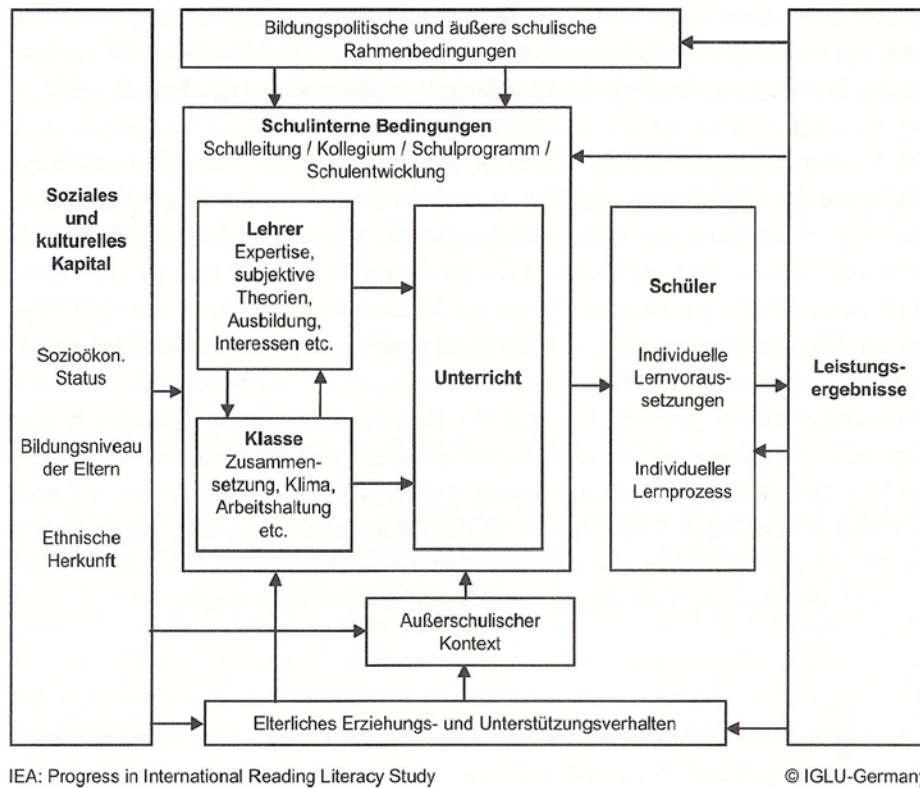 Bildungspolitische und äußere schulische
Rahmenbedingungen
Schulinterne Bedingungen
Schulleitung / Kollegium / Schulprogramm /
Schulentwicklung
Soziales
und
kulturelles
Kapital
Sozioökon.
Status
Bildungsniveau
der Eltern
Ethnische
Herkunft
Lehrer
Expertise,
subjektive
Theorien,
Ausbildung,
Interessen etc.
Klasse
Zusammen-
setzung, Klima,
Arbeitshaltung
etc.
Unterricht
Schüler
Individuelle
Lernvoraus-
setzungen
Individueller
Lernprozess
Leistungs-
ergebnisse
Außerschulischer
Kontext
Elterliches Erziehungs- und Unterstützungsverhalten
IEA: Progress in International Reading Literacy Study
© IGLU-Germany